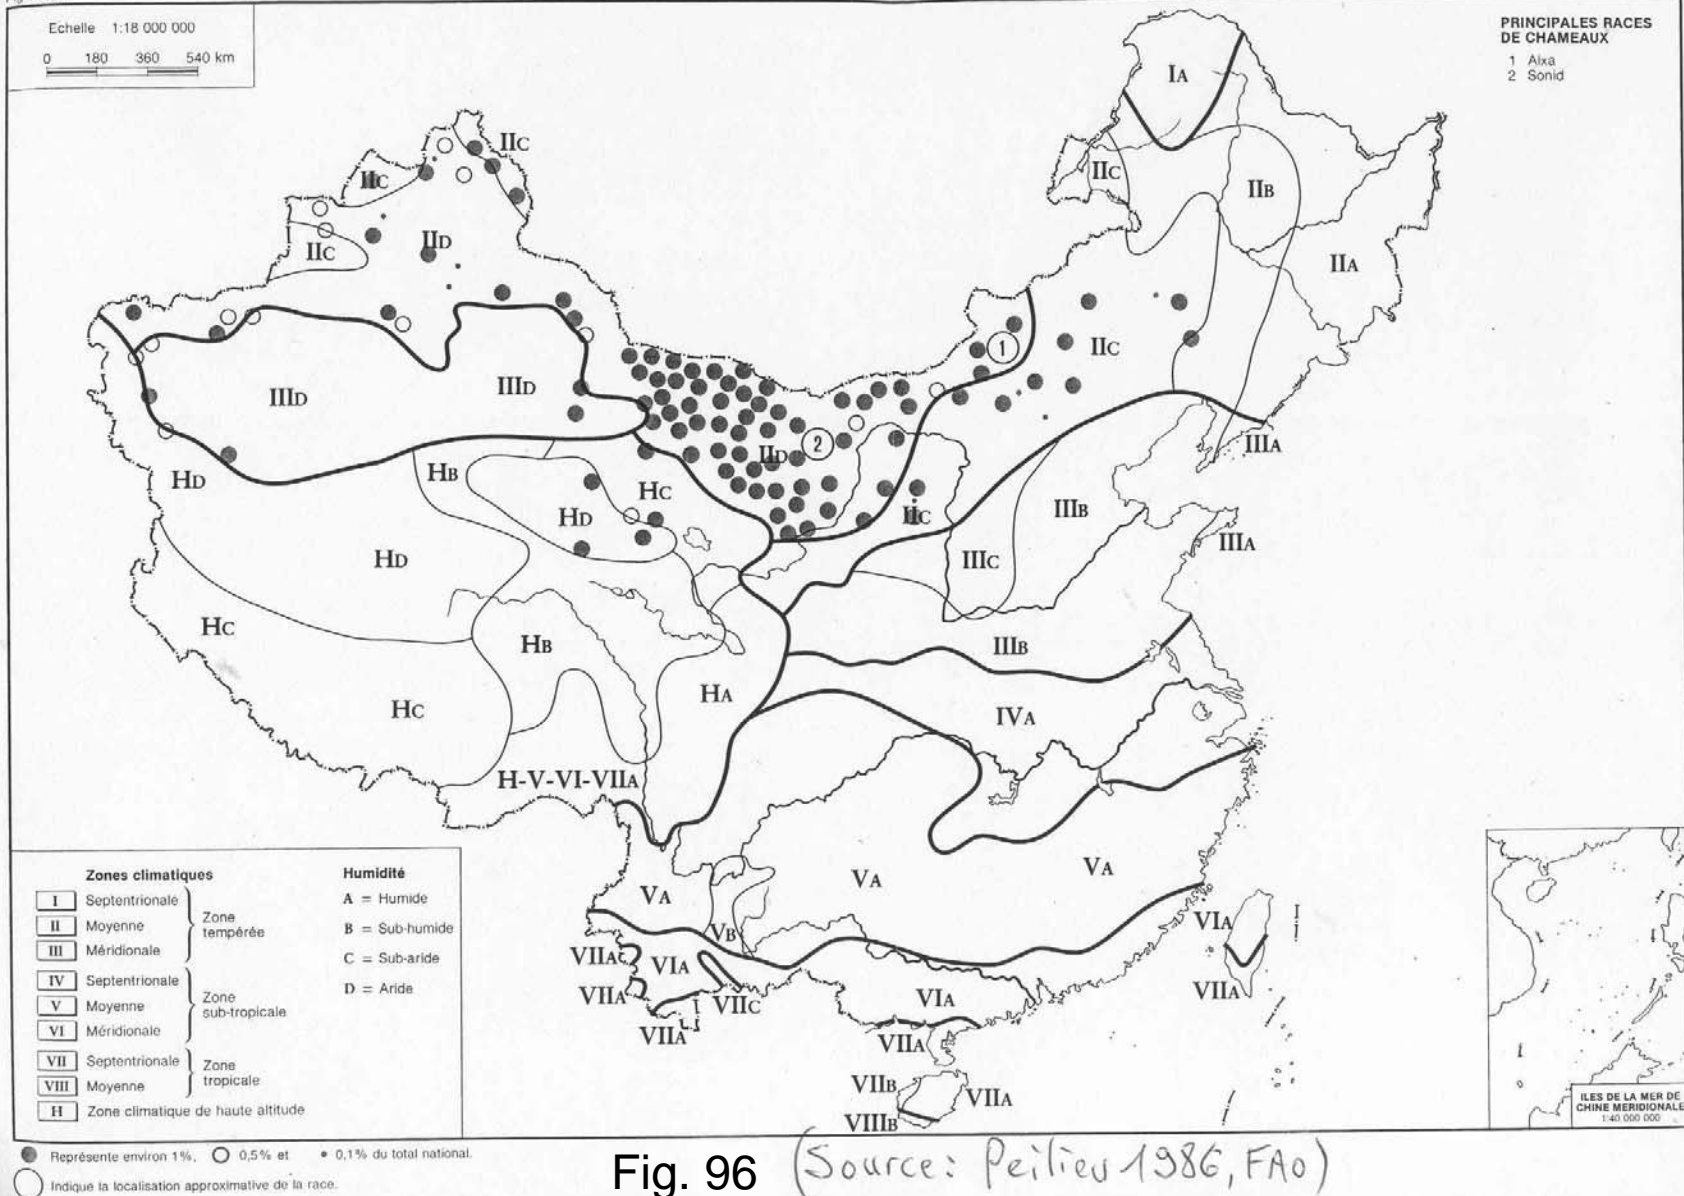 Echelle 1:18 000 000
0 180 360 540 km
PRINCIPALES RACES
DE CHAMEAUX
1 Alxa
2 Sonid
IA
IIC
IIC
IIC
IIB
IID
IIC
IIA
1
IIC
IIID
IIID
2
IID
IIIA
HD
HB
HC
HD
IIC
IIIB
IIIA
HD
IIIC
HC
HB
IIIB
HA
HC
IVA
H-V-VI-VIIA
VA
VA
VA
VB
VIA
VIIA
VIA
VIIA
VIIC
VIA
VIIA
VIIA
VIIA
VIIB
VIIA
VIIIB
Zones climatiques
Humidité
I Septentrionale
II Moyenne
III Méridionale
Zone
tempérée
IV Septentrionale
V Moyenne
VI Méridionale
Zone
sub-tropicale
VII Septentrionale
VIII Moyenne
Zone
tropicale
H Zone climatique de haute altitude
A = Humide
B = Sub-humide
C = Sub-aride
D = Aride
ILES DE LA MER DE
CHINE MERIDIONALE
1:40 000 000
Représente environ 1%, 0,5% et 0,1% du total national.
Indique la localisation approximative de la race.
Fig. 96 (Source: Peilieu 1986, FAO)